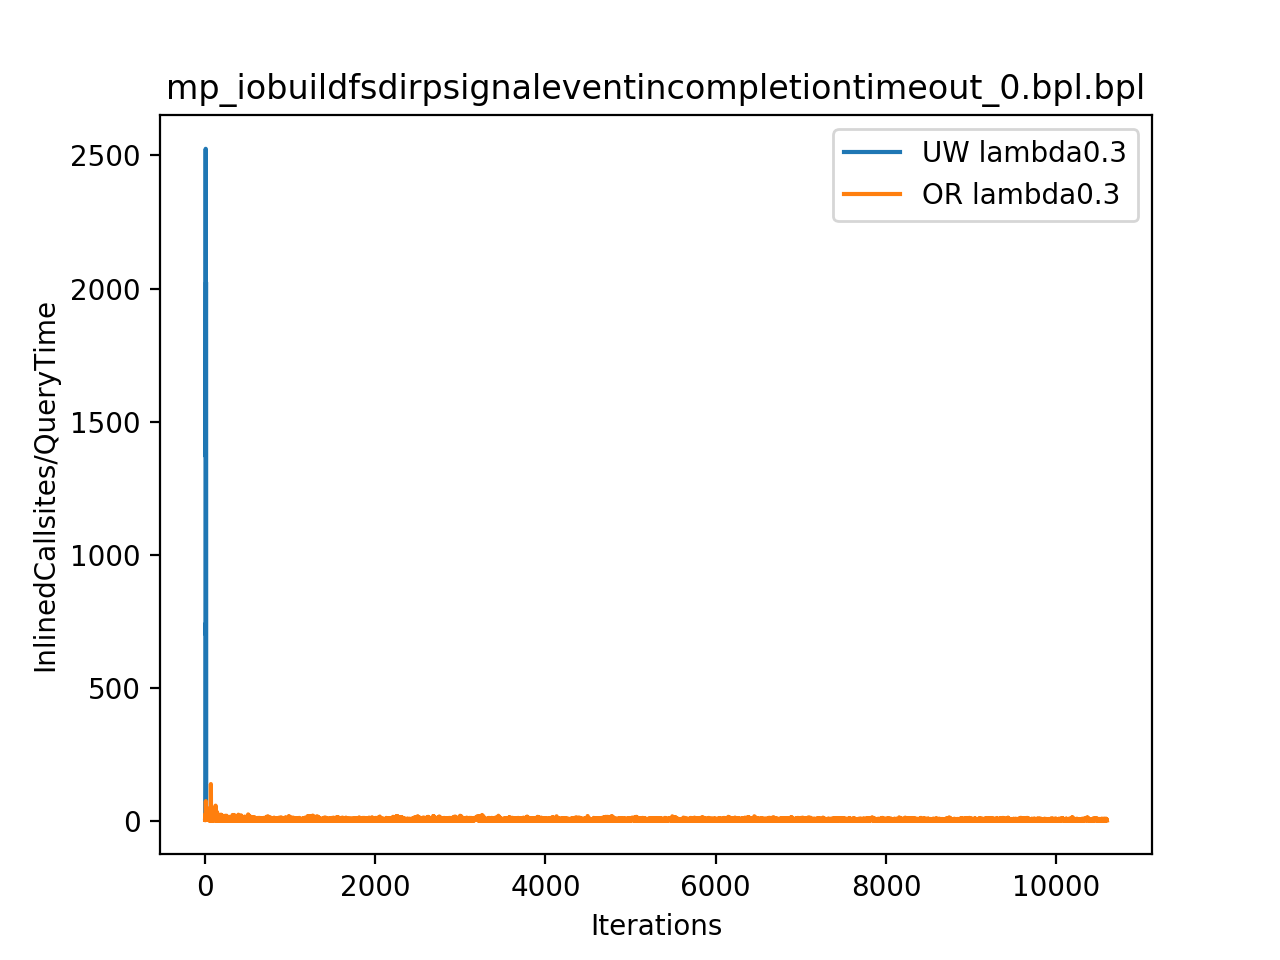 mp_iobuildfsdirpsignaleventincompletiontimeout_0.bpl.bpl
UW lambda0.3
OR lambda0.3
InlinedCallsites/QueryTime
2500
2000
1500
1000
500
0
0 2000 4000 6000 8000 10000
Iterations